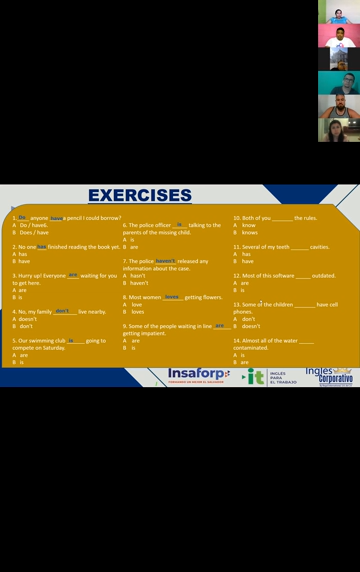 EXERCISES
1. Do anyone have a pencil I could borrow?
A Do / have
B Does / have
2. No one has finished reading the book yet.
A has
B have
3. Hurry up! Everyone are waiting for you
to get here.
A are
B is
4. No, my family don't live nearby.
A doesn't
B don't
5. Our swimming club is going to
compete on Saturday.
A are
B is
6. The police officer is talking to the
parents of the missing child.
A is
B are
7. The police haven't released any
information about the case.
A hasn't
B haven't
8. Most women loves getting flowers.
A love
B loves
9. Some of the people waiting in line are
getting impatient.
A are
B is
10. Both of you _______ the rules.
A know
B knows
11. Several of my teeth ______ cavities.
A has
B have
12. Most of this software _____ outdated.
A are
B is
13. Some of the children _______ have cell
phones.
A don't
B doesn't
14. Almost all of the water _____
contaminated.
A is
B are
Insaforp
it
INGLÉS
PARA
EL TRABAJO
Inglés
Corporativo